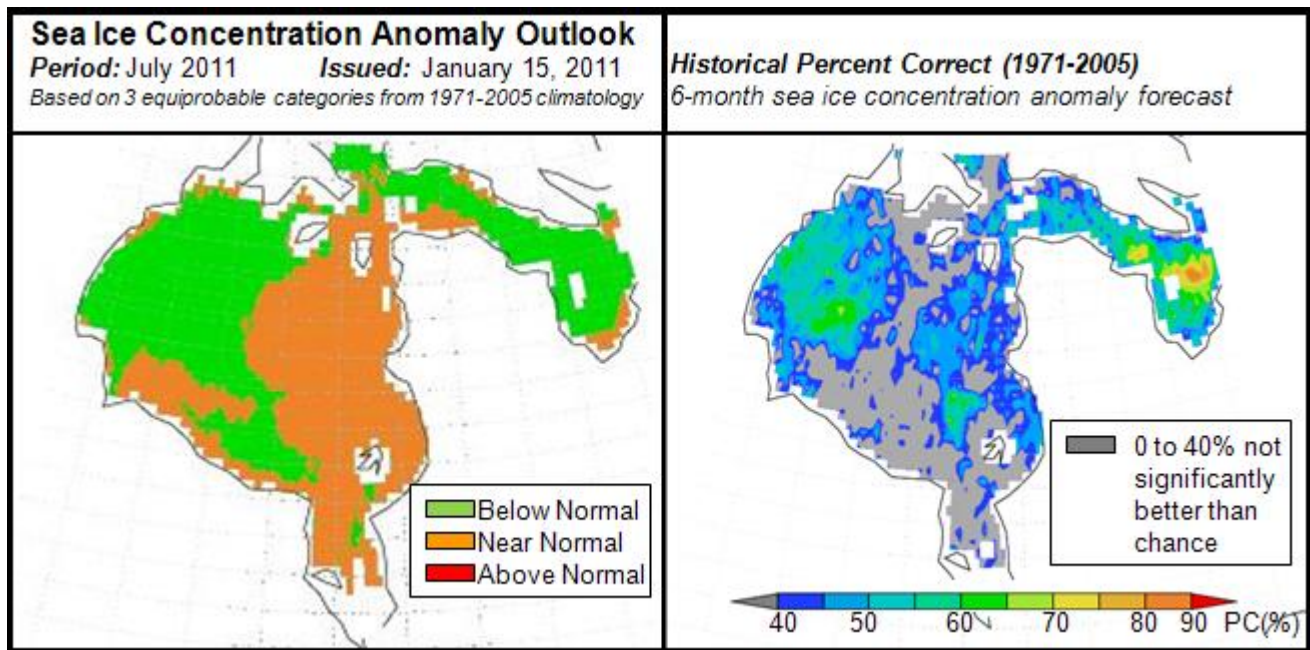 Sea Ice Concentration Anomaly Outlook
Period: July 2011 Issued: January 15, 2011
Based on 3 equiprobable categories from 1971-2005 climatology
Historical Percent Correct (1971-2005)
6-month sea ice concentration anomaly forecast
Below Normal
Near Normal
Above Normal
0 to 40% not
significantly
better than
chance
40 50 60 70 80 90 PC(%)